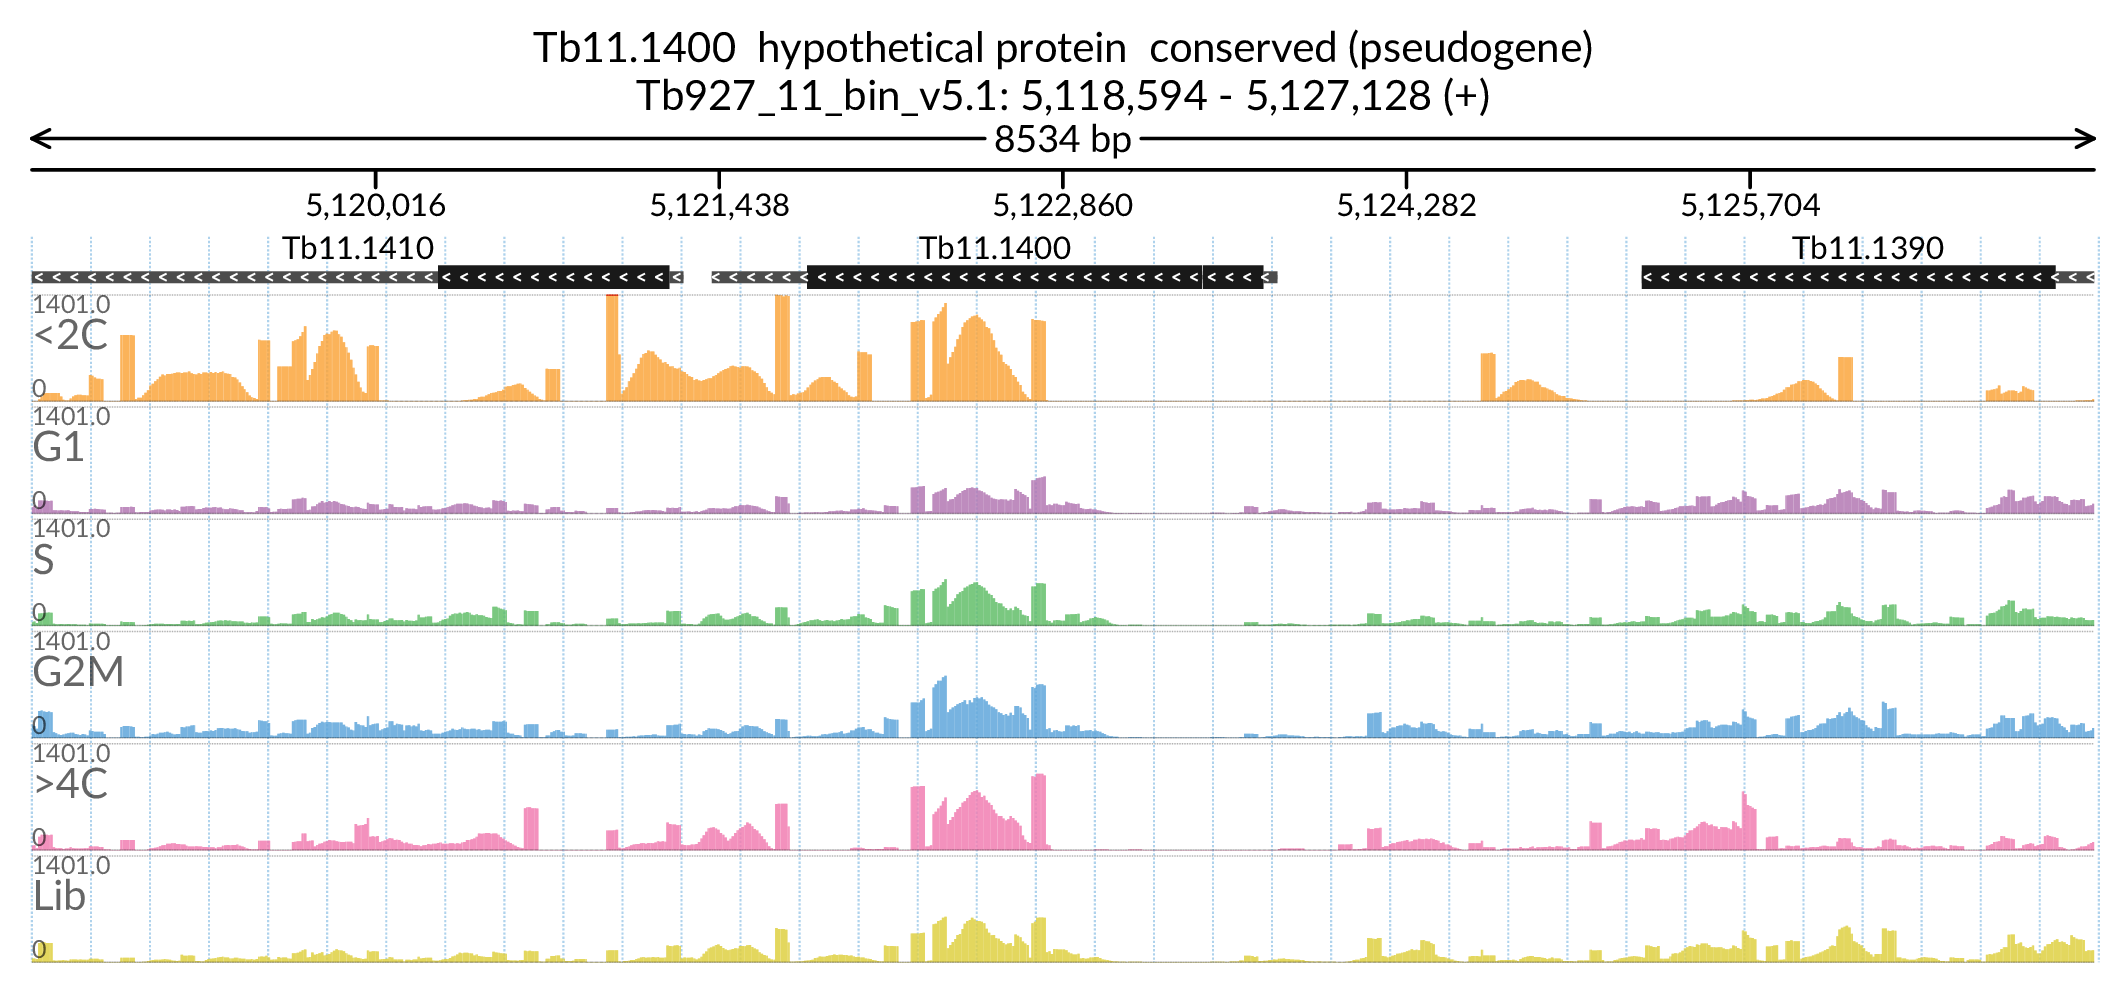 Tb11.1400 hypothetical protein conserved (pseudogene)
Tb927_11_bin_v5.1: 5,118,594 - 5,127,128 (+)
8534 bp
5,120,016 5,121,438 5,122,860 5,124,282 5,125,704
Tb11.1410 Tb11.1400 Tb11.1390
1401.0
<2C
0
1401.0
G1
0
1401.0
S
0
1401.0
G2M
0
1401.0
>4C
0
1401.0
Lib
0